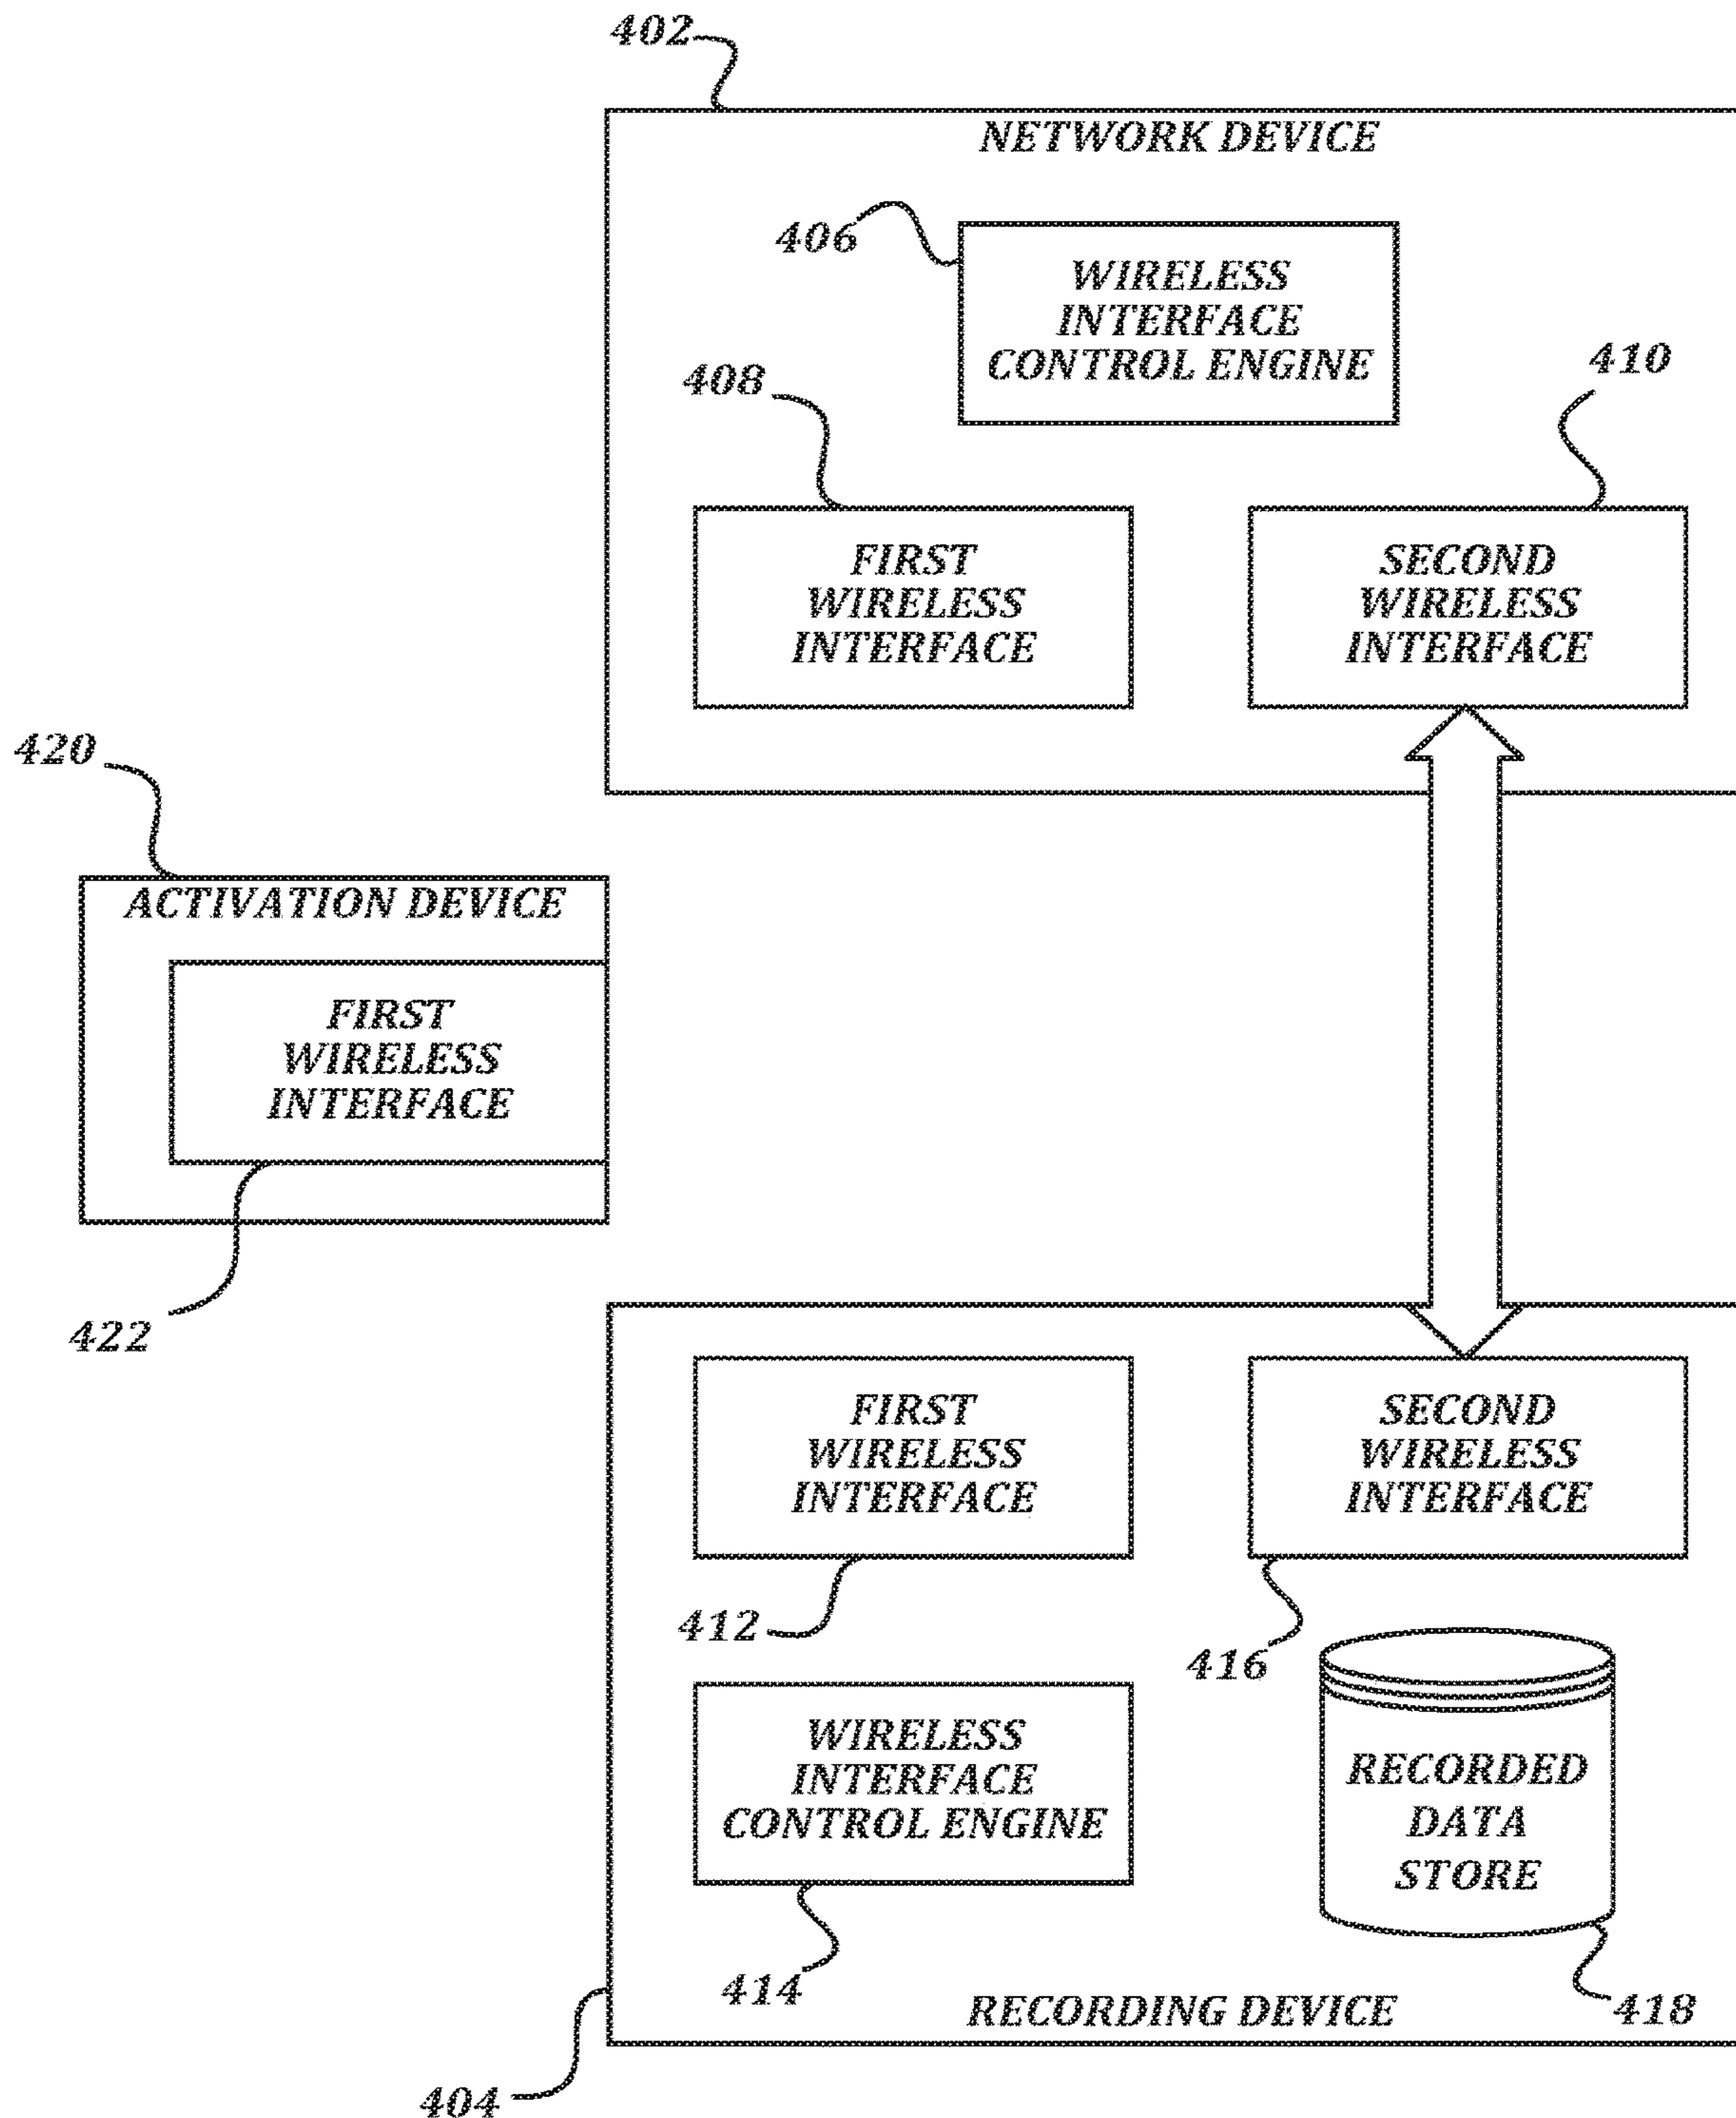 402
NETWORK DEVICE
406
WIRELESS
INTERFACE
CONTROL ENGINE
408
410
FIRST
WIRELESS
INTERFACE
SECOND
WIRELESS
INTERFACE
420
ACTIVATION DEVICE
FIRST
WIRELESS
INTERFACE
422
FIRST
WIRELESS
INTERFACE
SECOND
WIRELESS
INTERFACE
412
416
WIRELESS
INTERFACE
CONTROL ENGINE
RECORDED
DATA
STORE
414
RECORDING DEVICE
418
404